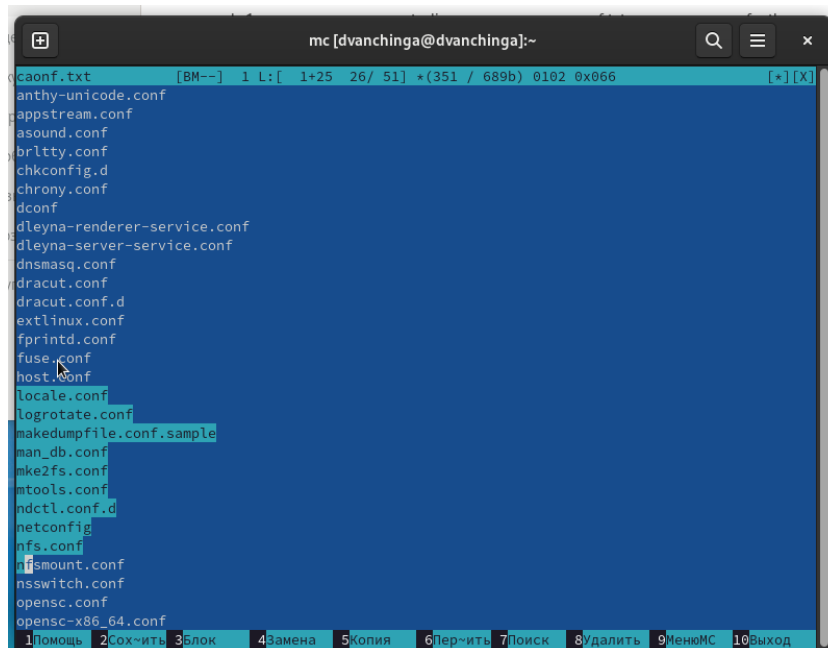 mc [dvanchinga@dvanchinga]:~
caonf.txt [BM--] 1 L:[ 1+25 26/ 51] *(351 / 689b) 0102 0x066 [*][X]
anthy-unicode.conf
appstream.conf
asound.conf
brltty.conf
chkconfig.d
chrony.conf
dconf
dleyna-renderer-service.conf
dleyna-server-service.conf
dnsmasq.conf
dracut.conf
dracut.conf.d
extlinux.conf
fprintd.conf
fuse.conf
host.conf
locale.conf
logrotate.conf
makedumpfile.conf.sample
man_db.conf
mke2fs.conf
mtools.conf
ndctl.conf.d
netconfig
nfs.conf
nfsmount.conf
nsswitch.conf
opensc.conf
opensc-x86_64.conf
1Помощь 2Сох~ить 3Блок 4Замена 5Копия 6Пер~ить 7Поиск 8Удалить 9МенюМС 10Выход